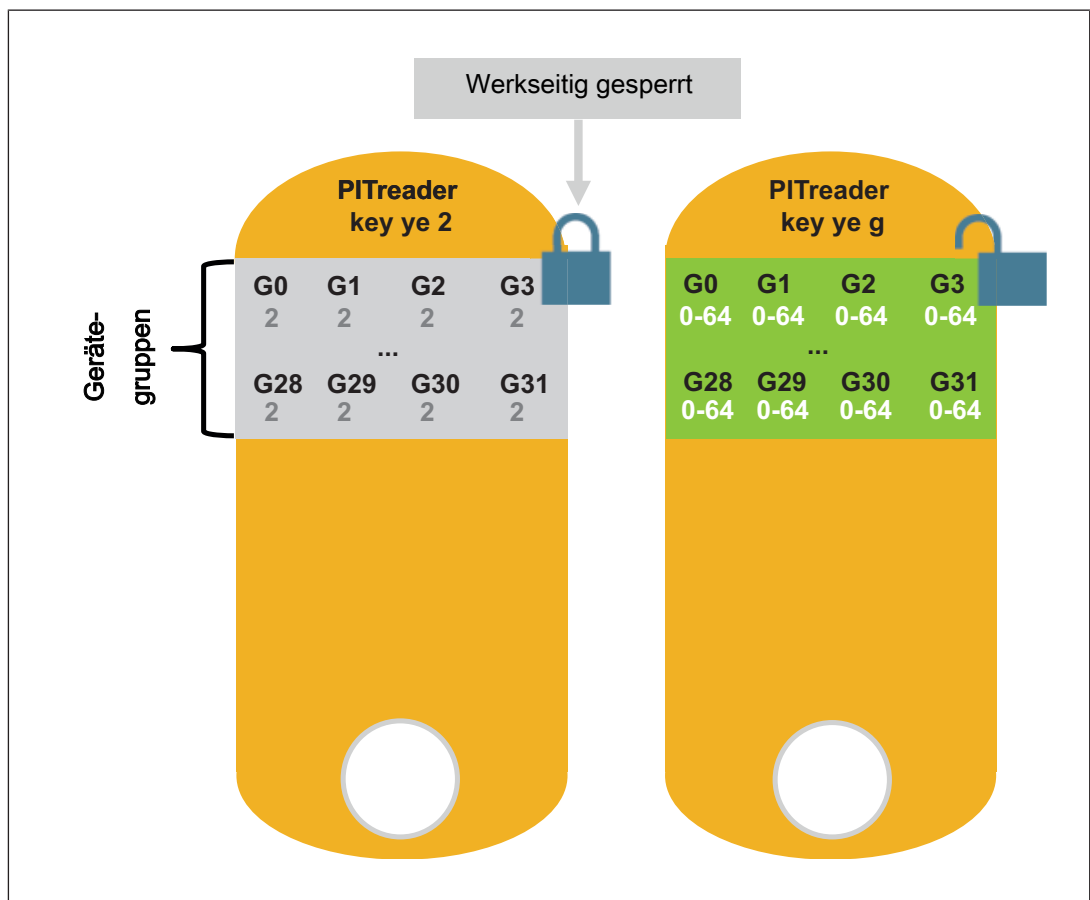 Werkseitig gesperrt
PITreader
key ye 2
PITreader
key ye g
Geräte-
gruppen
G0 G1 G2 G3
2 2 2 2
...
G28 G29 G30 G31
2 2 2 2
G0 G1 G2 G3
0-64 0-64 0-64 0-64
...
G28 G29 G30 G31
0-64 0-64 0-64 0-64